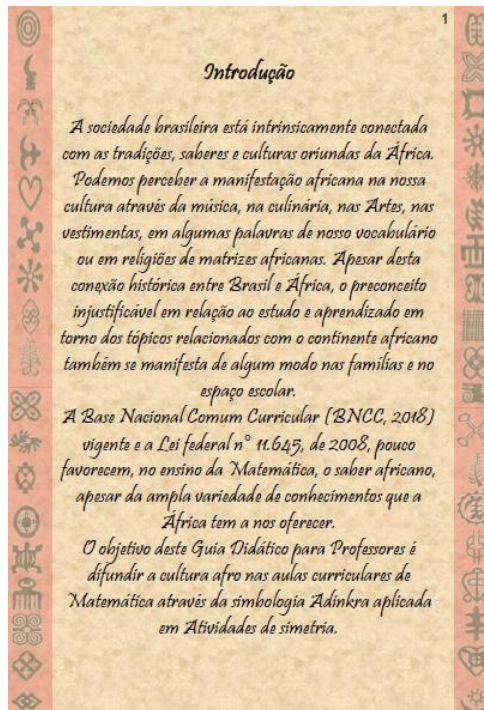 1
Introdução
A sociedade brasileira está intrinsicamente conectada
com as tradições, saberes e culturas oriundas da África.
Podemos perceber a manifestação africana na nossa
cultura através da música, na culinária, nas Artes, nas
vestimentas, em algumas palavras de nosso vocabulário
ou em religiões de matrizes africanas. Apesar desta
conexão histórica entre Brasil e África, o preconceito
injustificável em relação ao estudo e aprendizado em
torno dos tópicos relacionados com o continente africano
também se manifesta de algum modo nas famílias e no
espaço escolar.
A Base Nacional Comum Curricular (BNCC, 2018)
vigente e a Lei federal n° 11.645, de 2008, pouco
favorecem, no ensino da Matemática, o saber africano,
apesar da ampla variedade de conhecimentos que a
África tem a nos oferecer.
O objetivo deste Guia Didático para Professores é
difundir a cultura afro nas aulas curriculares de
Matemática através da simbologia Adinkra aplicada
em Atividades de simetria.